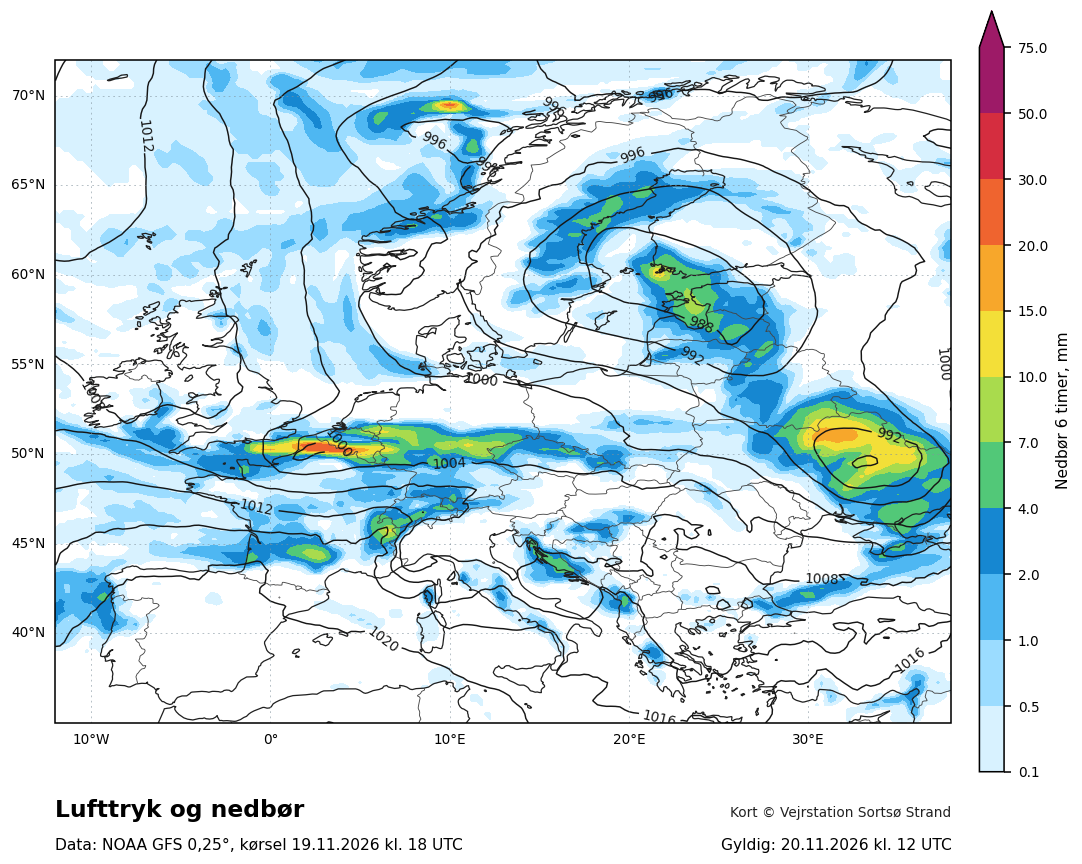 75.0
50.0
30.0
20.0
15.0
10.0
7.0
4.0
2.0
1.0
0.5
0.1
Nedbør 6 timer, mm
70°N
65°N
60°N
55°N
50°N
45°N
40°N
10°W
0°
10°E
20°E
30°E
1012
996
996
996
996
996
988
992
1000
1000
1000
992
1004
1012
1008
1020
1016
1016
Lufttryk og nedbør
Kort © Vejrstation Sortsø Strand
Data: NOAA GFS 0,25°, kørsel 19.11.2026 kl. 18 UTC
Gyldig: 20.11.2026 kl. 12 UTC